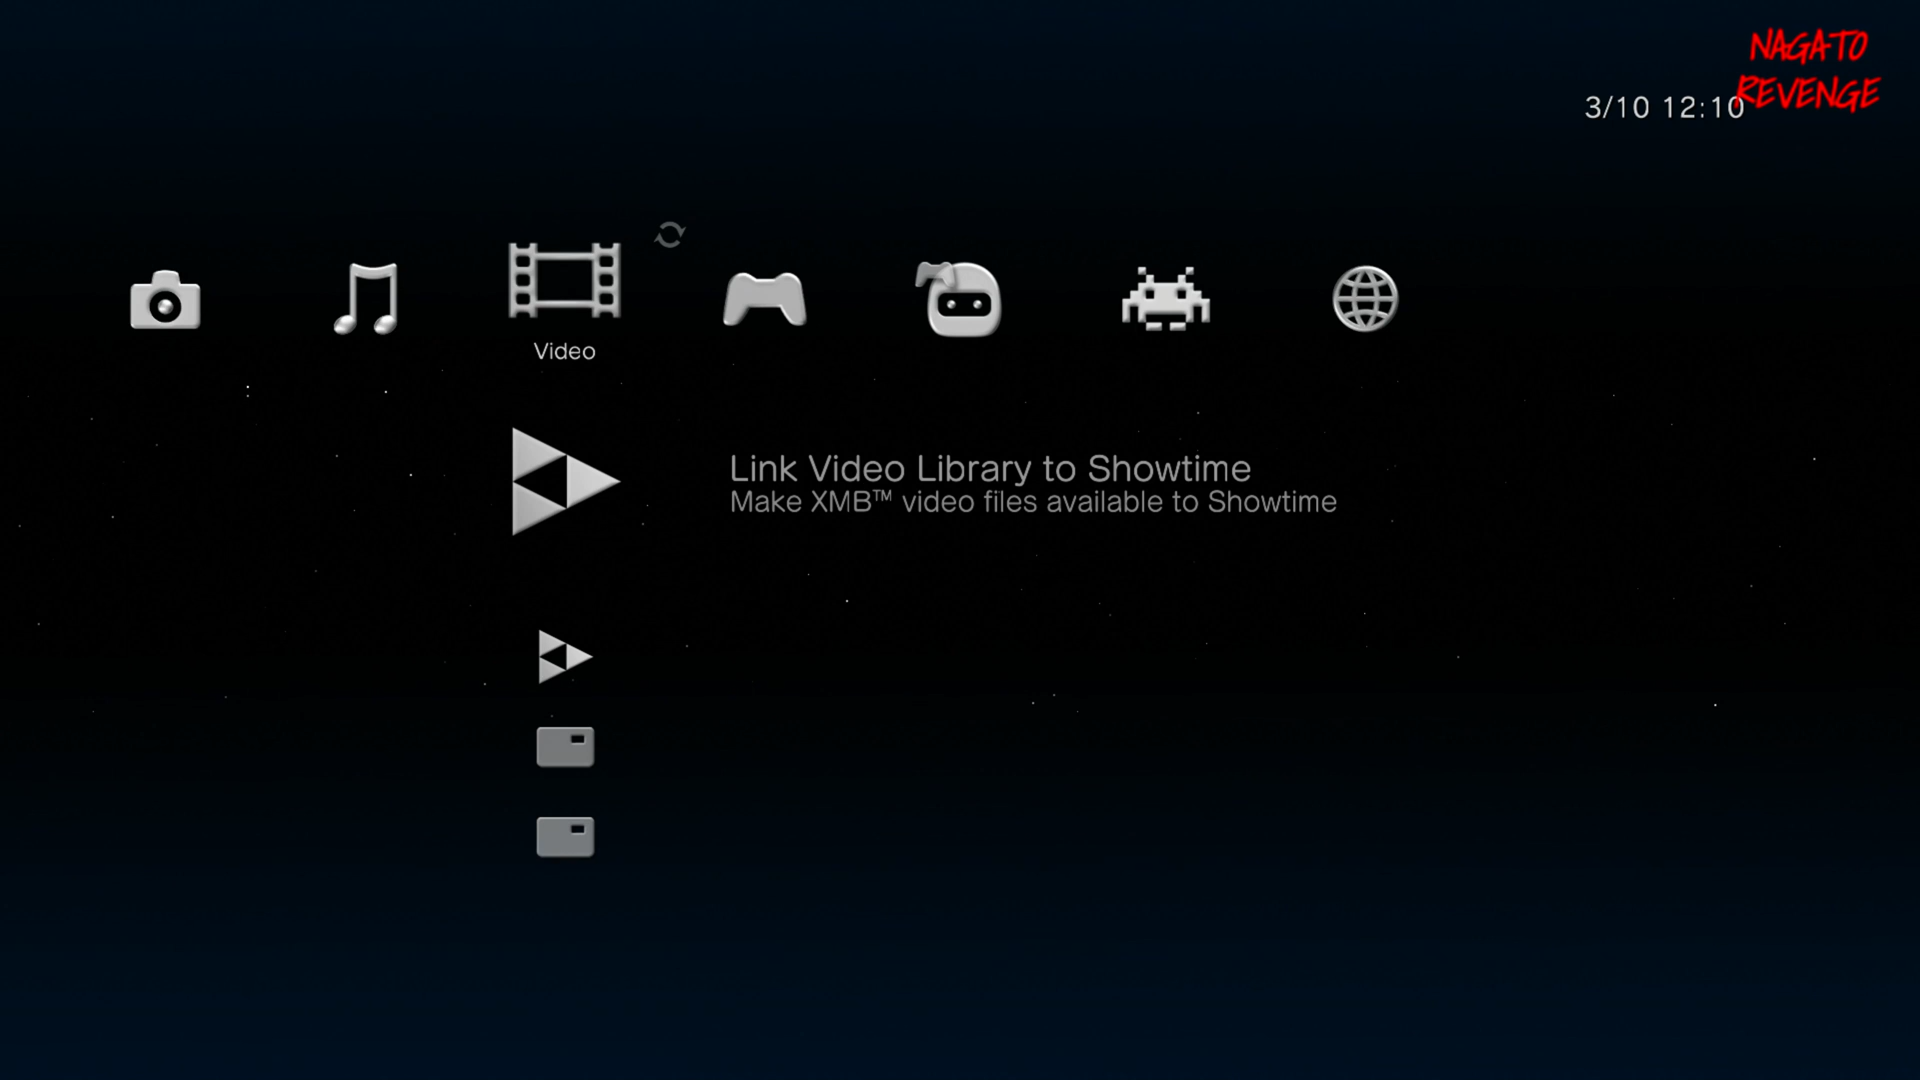 NAGATO
REVENGE
3/10 12:10
Video
Link Video Library to Showtime
Make XMB™ video files available to Showtime